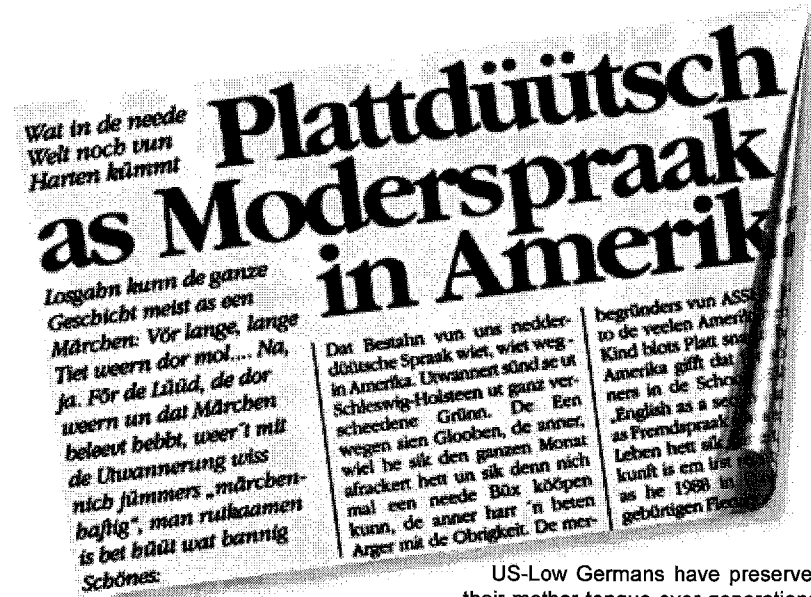 Wat in de neede
Welt noch vun
Harten kümmt
Plattdüütsch
as Moderspraak
in Amerik
Losgahn kunn de ganze
Geschicht meist as een
Märchen: Vör lange, lange
Tiet weern dor mol.... Na,
ja. För de Lüüd, de dor
weern un dat Märchen
beleevt hebbt, weer´t mit
de Utwannerung wiss
nich jümmers „märchen-
haftig“, man rutkaamen
is bet hüüt wat bannig
Schönes:
Dat Bestahn vun uns nedder-
düütsche Spraak wiet, wiet weg -
in Amerika. Utwannert sünd se ut
Schleswig-Holsteen ut ganz ver-
scheedene Grünn. De Een
wegen sien Glooben, de anner,
wiel he sik den ganzen Monat
afrackert hett un sik denn nich
mal een neede Büx kööpen
kunn, de anner harr ´n beten
Arger mit de Obrigkeit. De mer-
begründers vun
to de veelen
Kind blots Platt
Amerika gifft dat
ners in de
„English as a
as Fremdspraak
Leben hett sik
kunft is em
as he 1988 in
gebürtigen
US-Low Germans have preserve
their mother tongue over generation